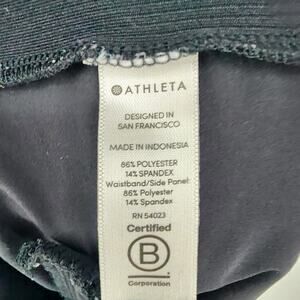 ATHLETA
DESIGNED IN
SAN FRANCISCO
MADE IN INDONESIA
86% POLYESTER
14% SPANDEX
Waistband/Side Panel:
86% Polyester
14% Spandex
RN 54023
Certified
B
Corporation